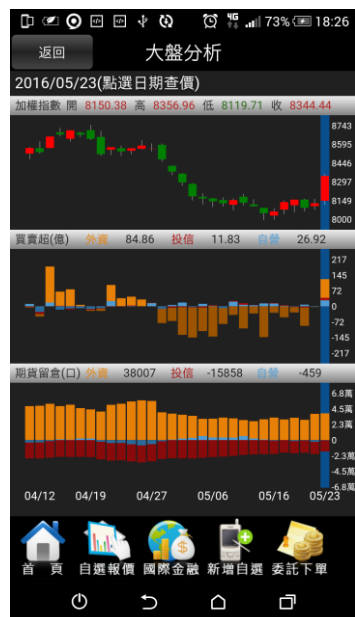 4G 73% 18:26
返回 大盤分析
2016/05/23(點選日期查價)
加權指數 開 8150.38 高 8356.96 低 8119.71 收 8344.44
8743
8595
8446
8297
8149
8000
買賣超(億) 外資 84.86 投信 11.83 自營 26.92
217
145
72
0
-72
-145
-217
期貨留倉(口) 外資 38007 投信 -15858 自營 -459
6.8萬
4.5萬
2.3萬
0
-2.3萬
-4.5萬
-6.8萬
04/12 04/19 04/27 05/06 05/16 05/23
首 頁 自選報價 國際金融 新增自選 委託下單